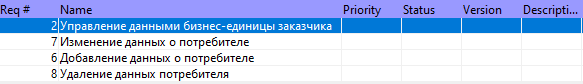 Req # Name Priority Status Version Descripti...
2 Управление данными бизнес-единицы заказчика
7 Изменение данных о потребителе
6 Добавление данных о потребителе
8 Удаление данных потребителя